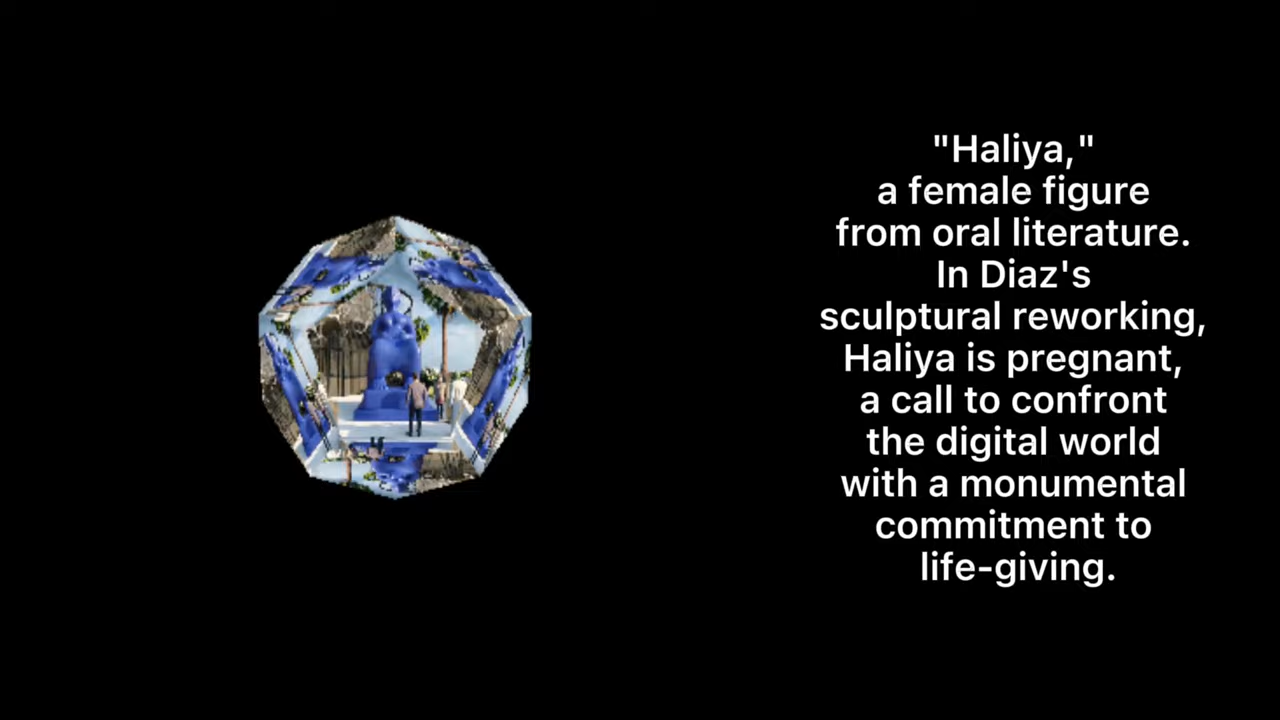 "Haliya,"
a female figure
from oral literature.
In Diaz's
sculptural reworking,
Haliya is pregnant,
a call to confront
the digital world
with a monumental
commitment to
life-giving.